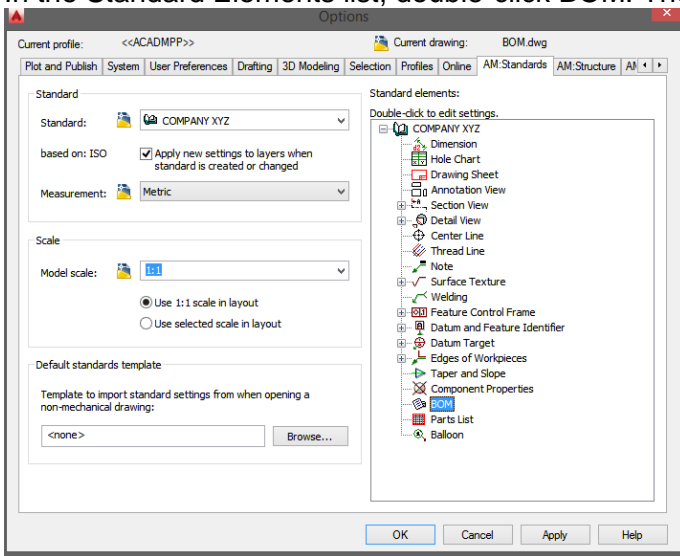 In the Standard Elements list, double-click BOM. The
Options
Current profile: <<ACADMPP>> Current drawing: BOM.dwg
Plot and Publish System User Preferences Drafting 3D Modeling Selection Profiles Online AM:Standards AM:Structure
Standard
Standard: COMPANY XYZ
based on: ISO
Apply new settings to layers when
standard is created or changed
Measurement: Metric
Scale
Model scale: 1:1
Use 1:1 scale in layout
Use selected scale in layout
Default standards template
Template to import standard settings from when opening a
non-mechanical drawing:
<none> Browse...
Standard elements:
Double-click to edit settings.
COMPANY XYZ
Dimension
Hole Chart
Drawing Sheet
Annotation View
Section View
Detail View
Center Line
Thread Line
Note
Surface Texture
Welding
Feature Control Frame
Datum and Feature Identifier
Datum Target
Edges of Workpieces
Taper and Slope
Component Properties
BOM
Parts List
Balloon
OK Cancel Apply Help